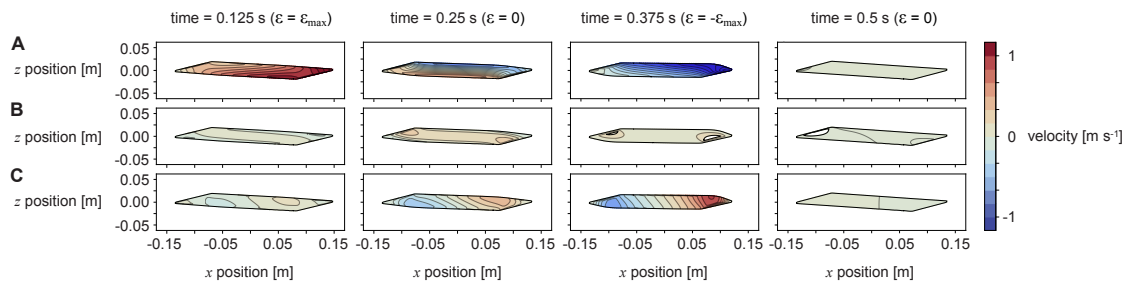 time = 0.125 s (ε = εmax) time = 0.25 s (ε = 0) time = 0.375 s (ε = -εmax) time = 0.5 s (ε = 0)
A
0.05
z position [m] 0.00
-0.05
1
B
0.05
z position [m] 0.00
-0.05
0 velocity [m s⁻¹]
C
0.05
z position [m] 0.00
-0.05
-1
-0.15 -0.05 0.05 0.15 -0.15 -0.05 0.05 0.15 -0.15 -0.05 0.05 0.15 -0.15 -0.05 0.05 0.15
x position [m] x position [m] x position [m] x position [m]